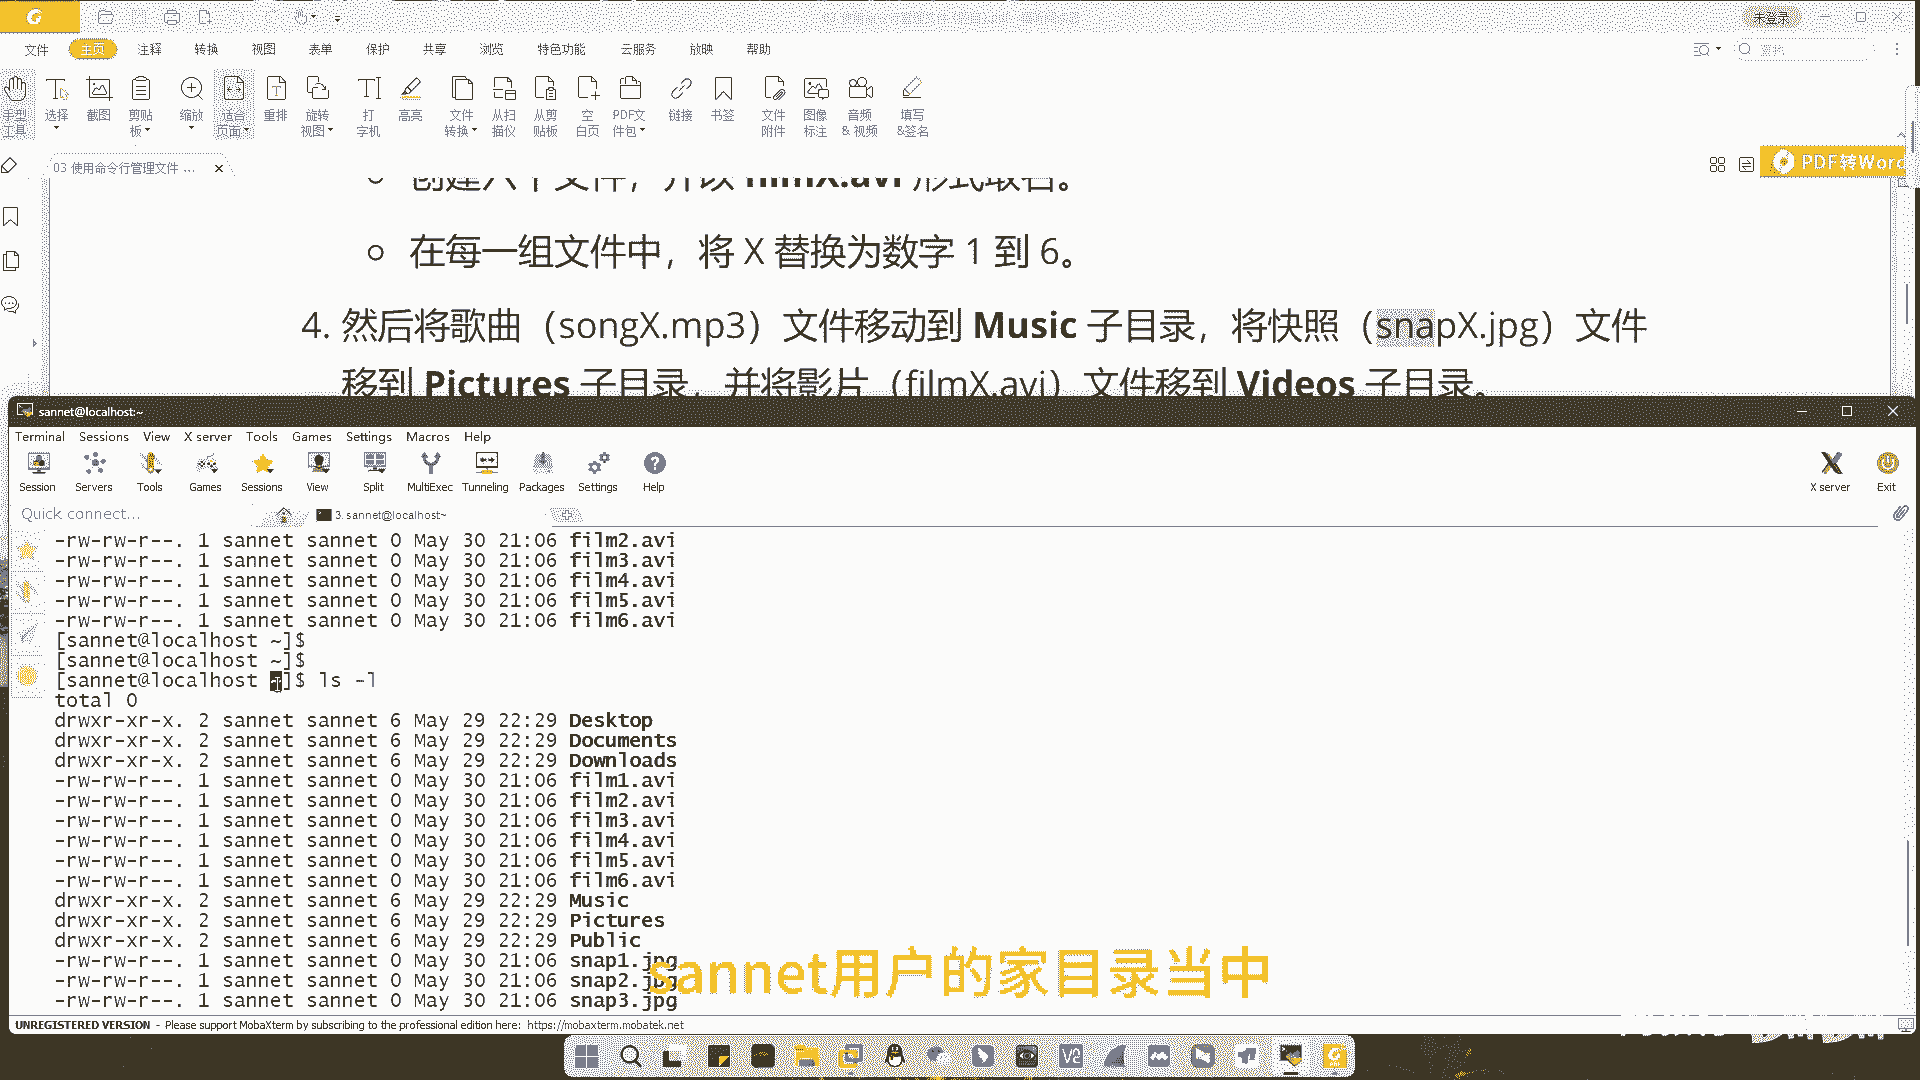 未登录
文件 主页 注释 转换 视图 表单 保护 共享 浏览 特色功能 云服务 放映 帮助
手型工具 选择 截图 剪贴板 缩放 适合页面 重排 旋转视图 打字机 高亮 文件转换 从扫描仪 从剪贴板 空白页 PDF文件包 链接 书签 文件附件 图像标注 音频& 视频 填写&签名
03 使用命令行管理文件 ...
PDF转Word
创建六个文件，并以 filmX.avi 形式取名。
在每一组文件中，将 X 替换为数字 1 到 6。
4. 然后将歌曲（songX.mp3）文件移动到 Music 子目录，将快照（snapX.jpg）文件
移到 Pictures 子目录，并将影片（filmX.avi）文件移到 Videos 子目录。
sannet@localhost:~
Terminal Sessions View X server Tools Games Settings Macros Help
Session Servers Tools Games Sessions View Split MultiExec Tunneling Packages Settings Help X server Exit
Quick connect...
3. sannet@localhost:~
-rw-rw-r--. 1 sannet sannet 0 May 30 21:06 film2.avi
-rw-rw-r--. 1 sannet sannet 0 May 30 21:06 film3.avi
-rw-rw-r--. 1 sannet sannet 0 May 30 21:06 film4.avi
-rw-rw-r--. 1 sannet sannet 0 May 30 21:06 film5.avi
-rw-rw-r--. 1 sannet sannet 0 May 30 21:06 film6.avi
[sannet@localhost ~]$
[sannet@localhost ~]$
[sannet@localhost ~]$ ls -l
total 0
drwxr-xr-x. 2 sannet sannet 6 May 29 22:29 Desktop
drwxr-xr-x. 2 sannet sannet 6 May 29 22:29 Documents
drwxr-xr-x. 2 sannet sannet 6 May 29 22:29 Downloads
-rw-rw-r--. 1 sannet sannet 0 May 30 21:06 film1.avi
-rw-rw-r--. 1 sannet sannet 0 May 30 21:06 film2.avi
-rw-rw-r--. 1 sannet sannet 0 May 30 21:06 film3.avi
-rw-rw-r--. 1 sannet sannet 0 May 30 21:06 film4.avi
-rw-rw-r--. 1 sannet sannet 0 May 30 21:06 film5.avi
-rw-rw-r--. 1 sannet sannet 0 May 30 21:06 film6.avi
drwxr-xr-x. 2 sannet sannet 6 May 29 22:29 Music
drwxr-xr-x. 2 sannet sannet 6 May 29 22:29 Pictures
drwxr-xr-x. 2 sannet sannet 6 May 29 22:29 Public
-rw-rw-r--. 1 sannet sannet 0 May 30 21:06 snap1.jpg
-rw-rw-r--. 1 sannet sannet 0 May 30 21:06 snap2.jpg
-rw-rw-r--. 1 sannet sannet 0 May 30 21:06 snap3.jpg
sannet用户的家目录当中
UNREGISTERED VERSION - Please support MobaXterm by subscribing to the professional edition here: https://mobaxterm.mobatek.net